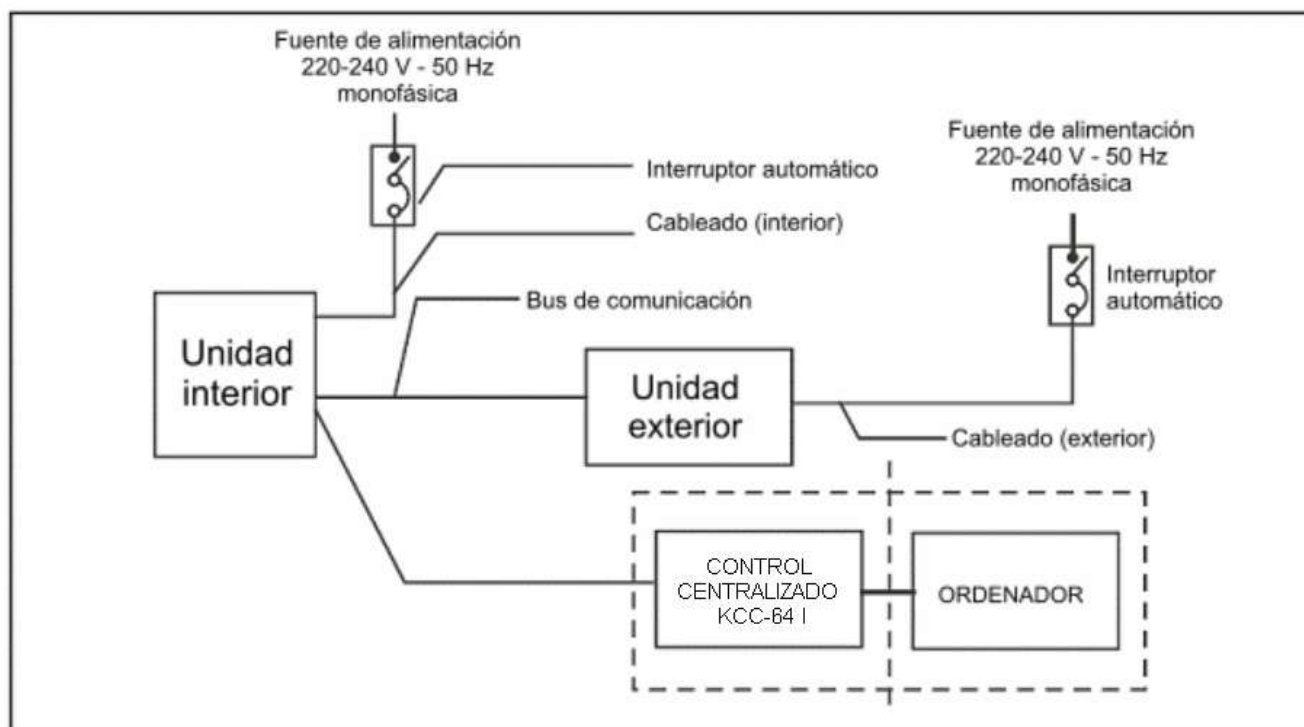 Fuente de alimentación
220-240 V - 50 Hz
monofásica
Fuente de alimentación
220-240 V - 50 Hz
monofásica
Interruptor automático
Cableado (interior)
Interruptor
automático
Bus de comunicación
Unidad
interior
Unidad
exterior
Cableado (exterior)
CONTROL
CENTRALIZADO
KCC-64 I
ORDENADOR